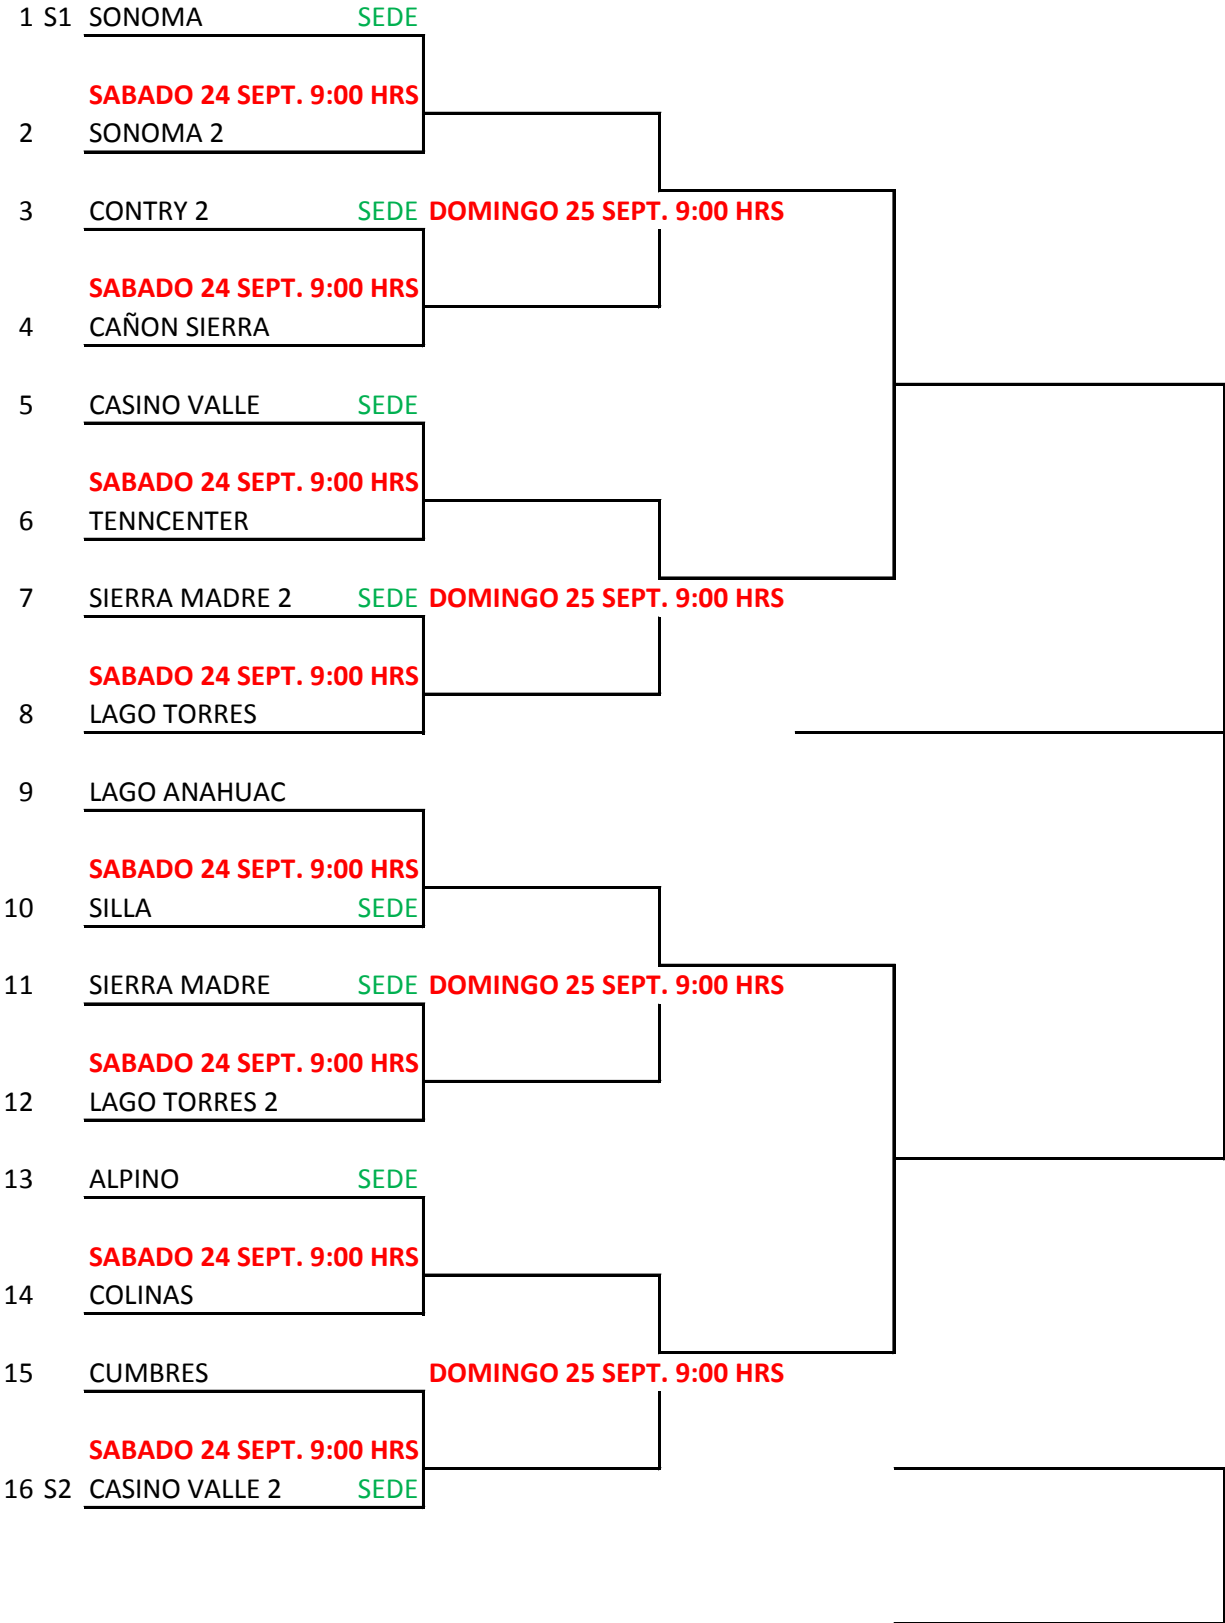 1 S1 SONOMA SEDE
SABADO 24 SEPT. 9:00 HRS
2 SONOMA 2
3 CONTRY 2 SEDE DOMINGO 25 SEPT. 9:00 HRS
SABADO 24 SEPT. 9:00 HRS
4 CAÑON SIERRA
5 CASINO VALLE SEDE
SABADO 24 SEPT. 9:00 HRS
6 TENNCENTER
7 SIERRA MADRE 2 SEDE DOMINGO 25 SEPT. 9:00 HRS
SABADO 24 SEPT. 9:00 HRS
8 LAGO TORRES
9 LAGO ANAHUAC
SABADO 24 SEPT. 9:00 HRS
10 SILLA SEDE
11 SIERRA MADRE SEDE DOMINGO 25 SEPT. 9:00 HRS
SABADO 24 SEPT. 9:00 HRS
12 LAGO TORRES 2
13 ALPINO SEDE
SABADO 24 SEPT. 9:00 HRS
14 COLINAS
15 CUMBRES DOMINGO 25 SEPT. 9:00 HRS
SABADO 24 SEPT. 9:00 HRS
16 S2 CASINO VALLE 2 SEDE